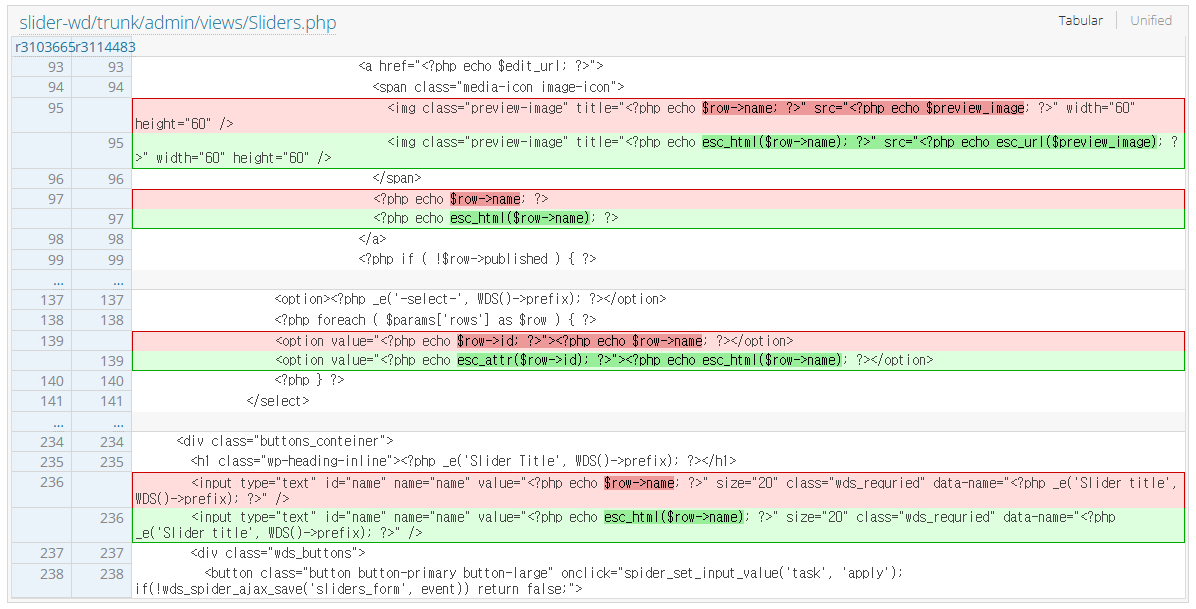 slider-wd/trunk/admin/views/Sliders.php
Tabular Unified
r3103665 r3114483
93 93 <a href="<?php echo $edit_url; ?>">
94 94 <span class="media-icon image-icon">
95 <img class="preview-image" title="<?php echo $row->name; ?>" src="<?php echo $preview_image; ?>" width="60"
height="60" />
95 <img class="preview-image" title="<?php echo esc_html($row->name); ?>" src="<?php echo esc_url($preview_image); ?
>" width="60" height="60" />
96 96 </span>
97 <?php echo $row->name; ?>
97 <?php echo esc_html($row->name); ?>
98 98 </a>
99 99 <?php if ( !$row->published ) { ?>
… …
137 137 <option><?php _e('-select-', WDS()->prefix); ?></option>
138 138 <?php foreach ( $params['rows'] as $row ) { ?>
139 <option value="<?php echo $row->id; ?>"><?php echo $row->name; ?></option>
139 <option value="<?php echo esc_attr($row->id); ?>"><?php echo esc_html($row->name); ?></option>
140 140 <?php } ?>
141 141 </select>
… …
234 234 <div class="buttons_conteiner">
235 235 <h1 class="wp-heading-inline"><?php _e('Slider Title', WDS()->prefix); ?></h1>
236 <input type="text" id="name" name="name" value="<?php echo $row->name; ?>" size="20" class="wds_requried" data-name="<?php _e('Slider title',
WDS()->prefix); ?>" />
236 <input type="text" id="name" name="name" value="<?php echo esc_html($row->name); ?>" size="20" class="wds_requried" data-name="<?php
_e('Slider title', WDS()->prefix); ?>" />
237 237 <div class="wds_buttons">
238 238 <button class="button button-primary button-large" onclick="spider_set_input_value('task', 'apply');
if(!wds_spider_ajax_save('sliders_form', event)) return false;">